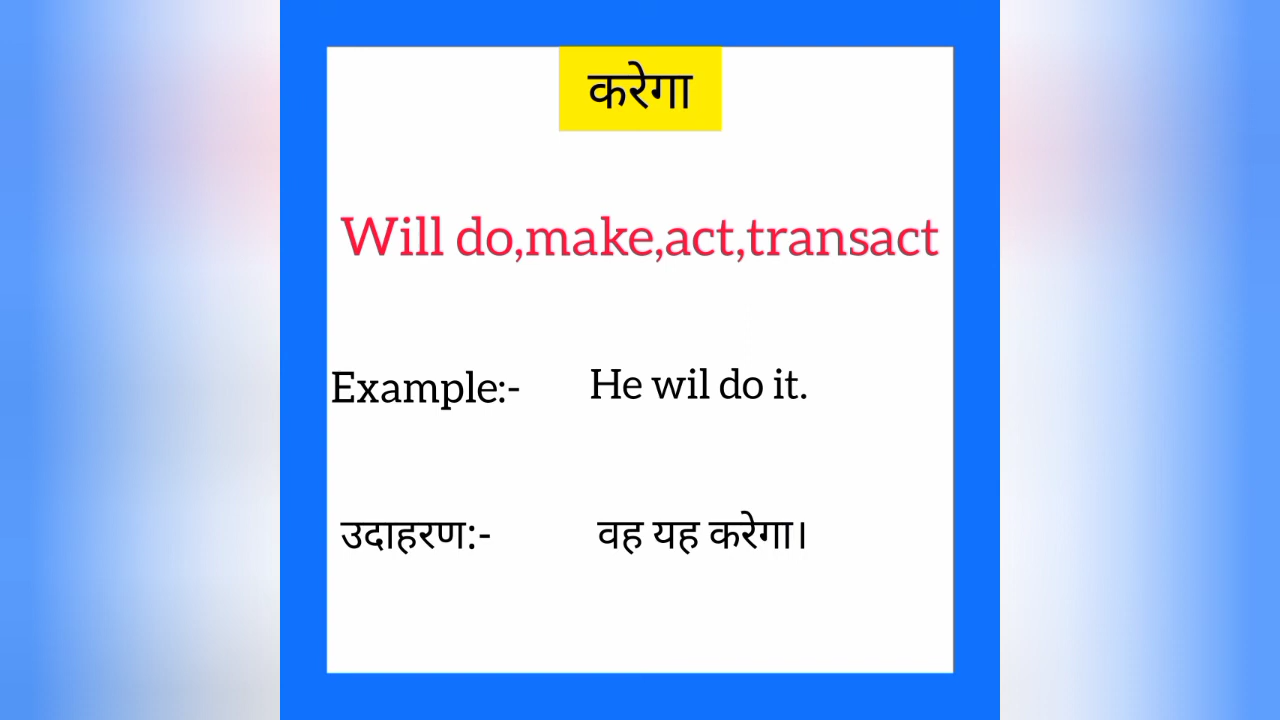 करेगा
Will do,make,act,transact
Example:- He wil do it.
उदाहरण:- वह यह करेगा।